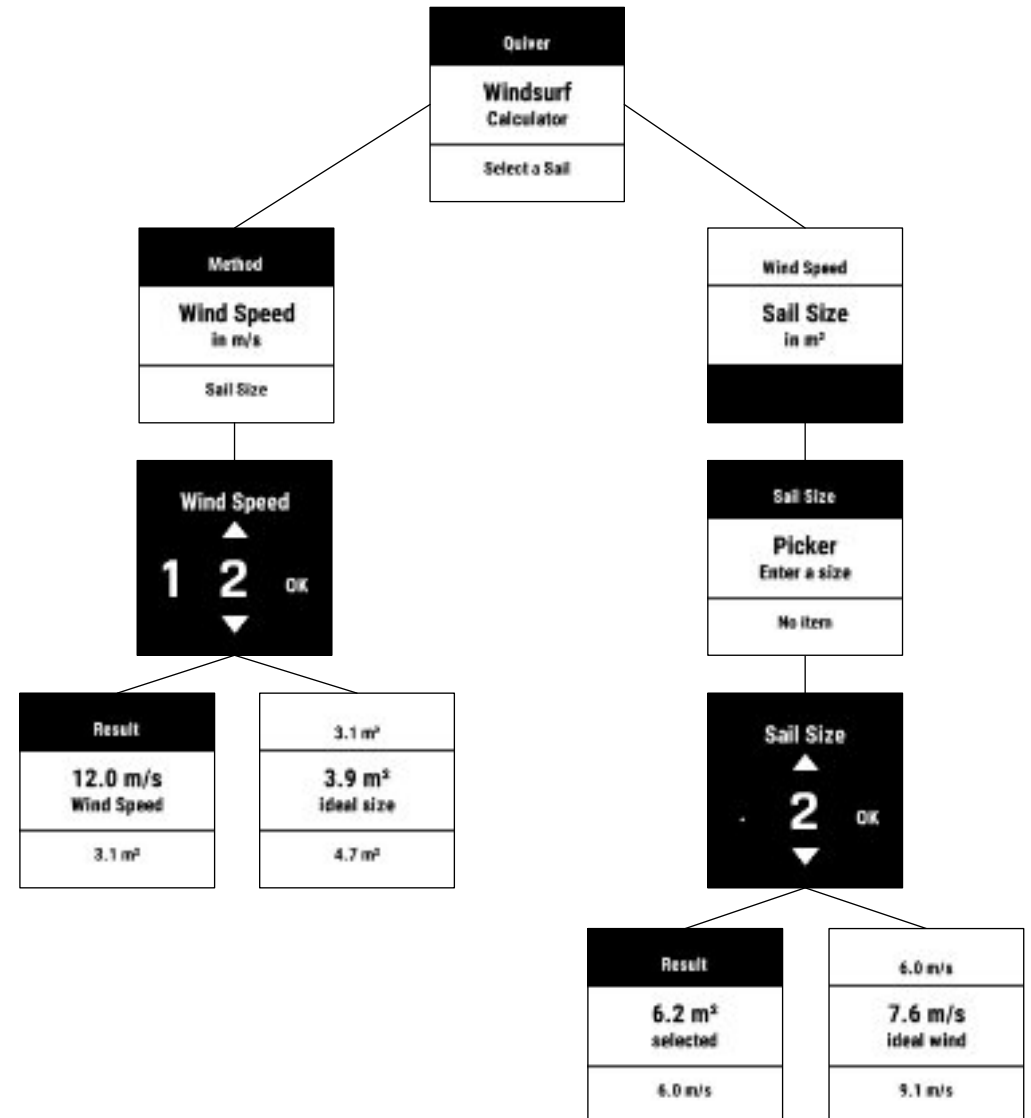 Quiver
Windsurf
Calculator
Select a Sail
Method
Wind Speed
in m/s
Sail Size
Wind Speed
Sail Size
in m²
Wind Speed
1 2 OK
Sail Size
Picker
Enter a size
No item
Result
12.0 m/s
Wind Speed
3.1 m²
3.1 m²
3.9 m²
ideal size
4.7 m²
Sail Size
. 2 OK
Result
6.2 m²
selected
6.0 m/s
6.0 m/s
7.6 m/s
ideal wind
9.1 m/s